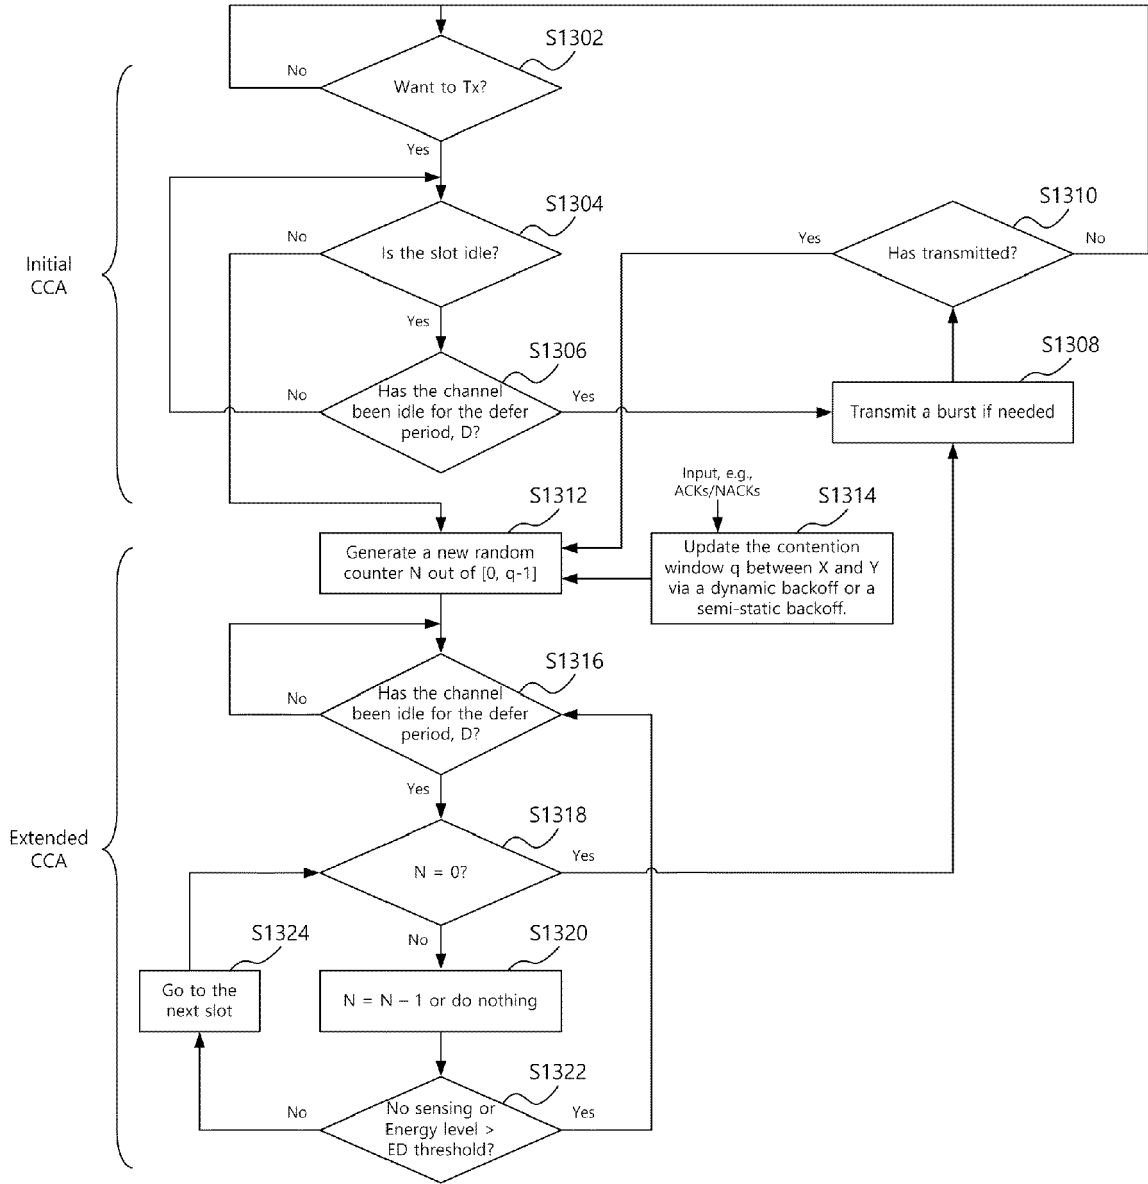 S1302
No
Want to Tx?
Yes
S1304
No
Is the slot idle?
Yes
S1310
Yes
Has transmitted?
No
Initial
CCA
S1306
No
Has the channel
been idle for the defer
period, D?
Yes
S1308
Transmit a burst if needed
Input, e.g.,
ACKs/NACKs
S1312
Generate a new random
counter N out of [0, q-1]
S1314
Update the contention
window q between X and Y
via a dynamic backoff or a
semi-static backoff.
S1316
No
Has the channel
been idle for the defer
period, D?
Yes
Extended
CCA
S1318
N = 0?
Yes
No
S1324
Go to the
next slot
S1320
N = N – 1 or do nothing
S1322
No
No sensing or
Energy level >
ED threshold?
Yes